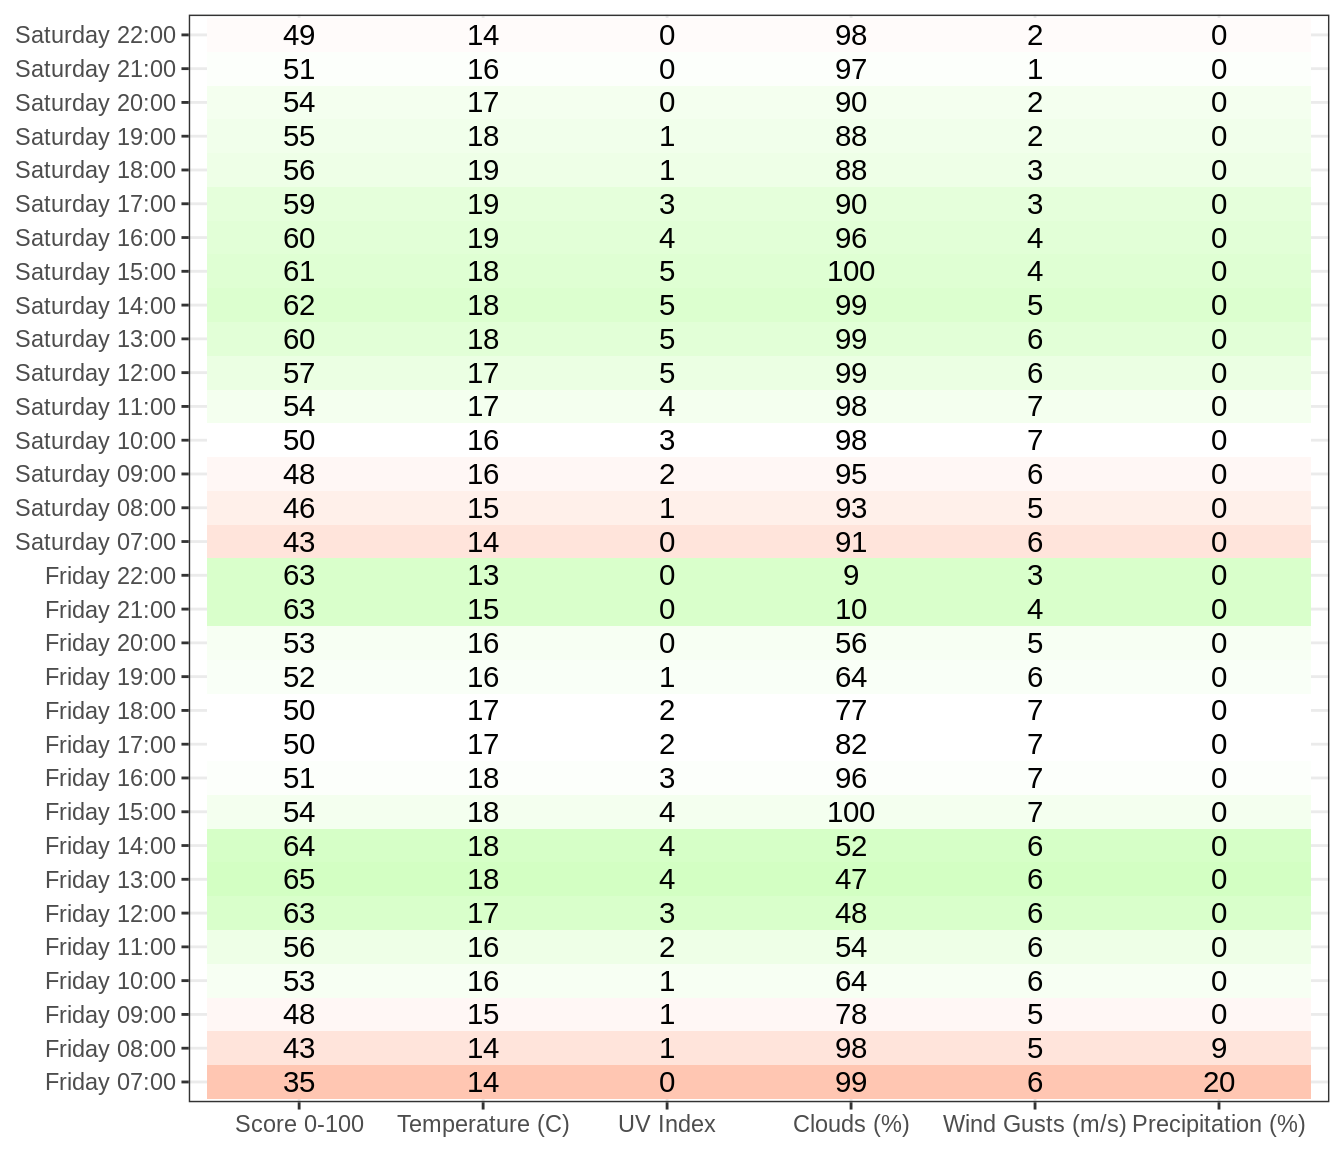 Saturday 22:00 49 14 0 98 2 0
Saturday 21:00 51 16 0 97 1 0
Saturday 20:00 54 17 0 90 2 0
Saturday 19:00 55 18 1 88 2 0
Saturday 18:00 56 19 1 88 3 0
Saturday 17:00 59 19 3 90 3 0
Saturday 16:00 60 19 4 96 4 0
Saturday 15:00 61 18 5 100 4 0
Saturday 14:00 62 18 5 99 5 0
Saturday 13:00 60 18 5 99 6 0
Saturday 12:00 57 17 5 99 6 0
Saturday 11:00 54 17 4 98 7 0
Saturday 10:00 50 16 3 98 7 0
Saturday 09:00 48 16 2 95 6 0
Saturday 08:00 46 15 1 93 5 0
Saturday 07:00 43 14 0 91 6 0
Friday 22:00 63 13 0 9 3 0
Friday 21:00 63 15 0 10 4 0
Friday 20:00 53 16 0 56 5 0
Friday 19:00 52 16 1 64 6 0
Friday 18:00 50 17 2 77 7 0
Friday 17:00 50 17 2 82 7 0
Friday 16:00 51 18 3 96 7 0
Friday 15:00 54 18 4 100 7 0
Friday 14:00 64 18 4 52 6 0
Friday 13:00 65 18 4 47 6 0
Friday 12:00 63 17 3 48 6 0
Friday 11:00 56 16 2 54 6 0
Friday 10:00 53 16 1 64 6 0
Friday 09:00 48 15 1 78 5 0
Friday 08:00 43 14 1 98 5 9
Friday 07:00 35 14 0 99 6 20
Score 0-100 Temperature (C) UV Index Clouds (%) Wind Gusts (m/s) Precipitation (%)